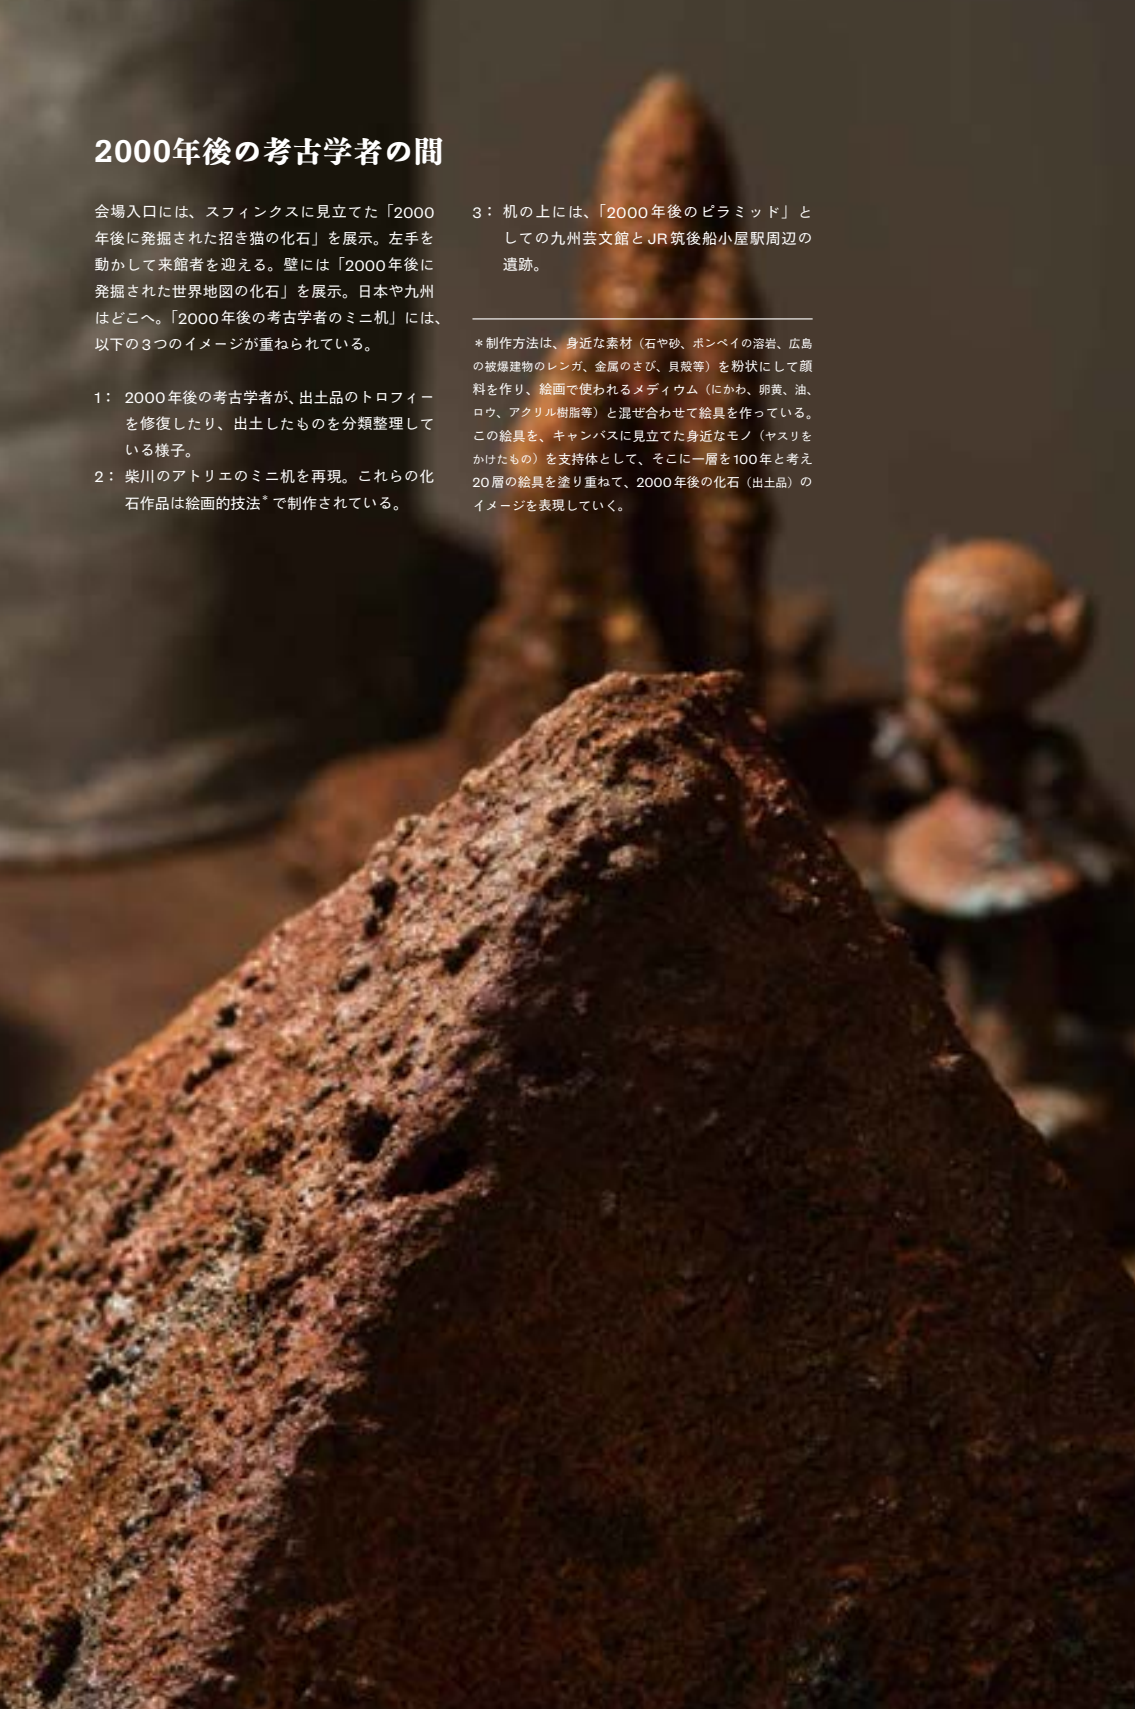 2000年後の考古学者の間
会場入口には、スフィンクスに見立てた「2000
年後に発掘された招き猫の化石」を展示。左手を
動かして来館者を迎える。壁には「2000年後に
発掘された世界地図の化石」を展示。日本や九州
はどこへ。「2000年後の考古学者のミニ机」には、
以下の3つのイメージが重ねられている。
1： 2000年後の考古学者が、出土品のトロフィー
を修復したり、出土したものを分類整理して
いる様子。
2： 柴川のアトリエのミニ机を再現。これらの化
石作品は絵画的技法＊で制作されている。
3： 机の上には、「2000年後のピラミッド」と
しての九州芸文館とJR筑後船小屋駅周辺の
遺跡。
＊制作方法は、身近な素材（石や砂、ポンペイの溶岩、広島
の被爆建物のレンガ、金属のさび、貝殻等）を粉状にして顔
料を作り、絵画で使われるメディウム（にかわ、卵黄、油、
ロウ、アクリル樹脂等）と混ぜ合わせて絵具を作っている。
この絵具を、キャンバスに見立てた身近なモノ（ヤスリを
かけたもの）を支持体として、そこに一層を100年と考え
20層の絵具を塗り重ねて、2000年後の化石（出土品）の
イメージを表現していく。